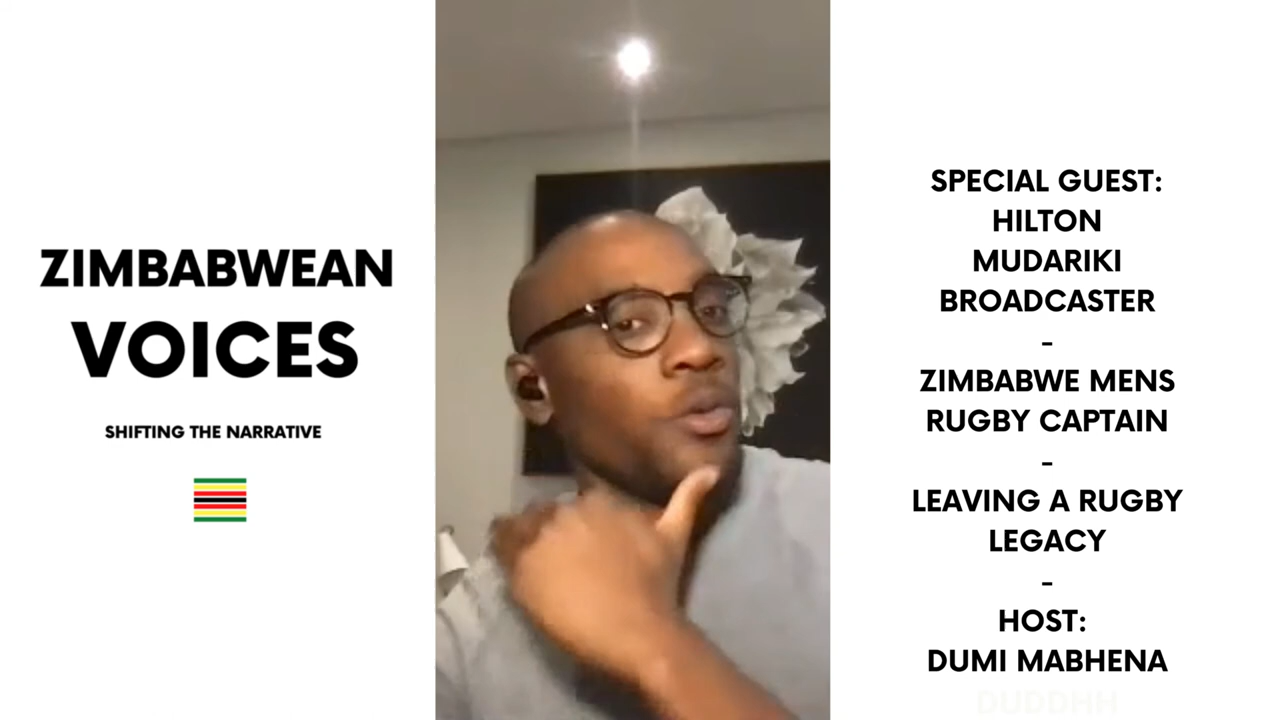 ZIMBABWEAN
VOICES
SHIFTING THE NARRATIVE
SPECIAL GUEST:
HILTON
MUDARIKI
BROADCASTER
-
ZIMBABWE MENS
RUGBY CAPTAIN
-
LEAVING A RUGBY
LEGACY
-
HOST:
DUMI MABHENA